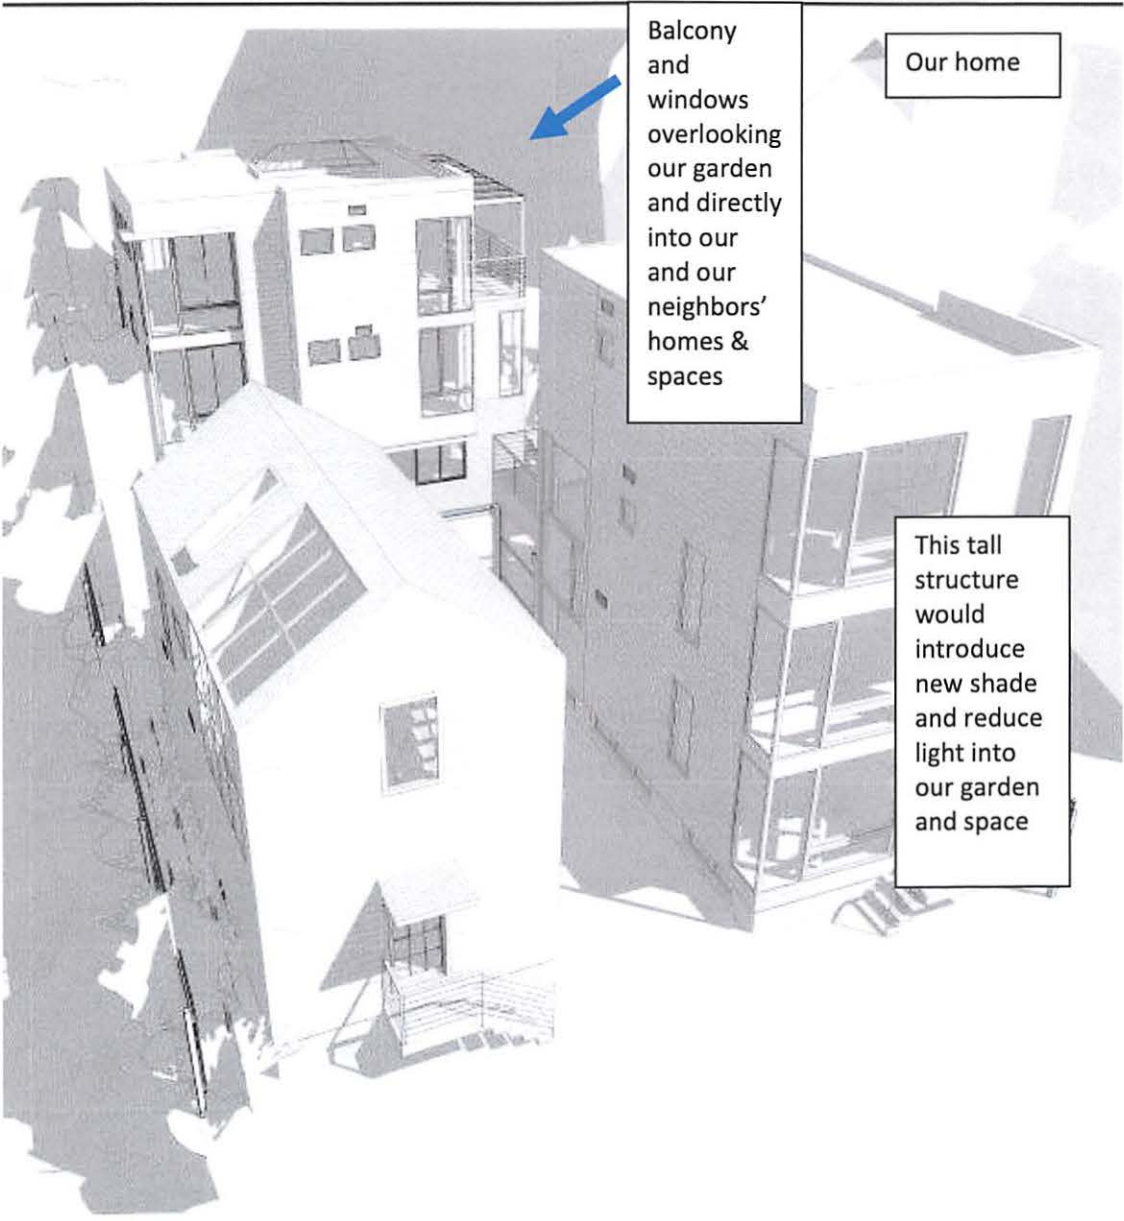 Balcony
and
windows
overlooking
our garden
and directly
into our
and our
neighbors’
homes &
spaces
Our home
This tall
structure
would
introduce
new shade
and reduce
light into
our garden
and space